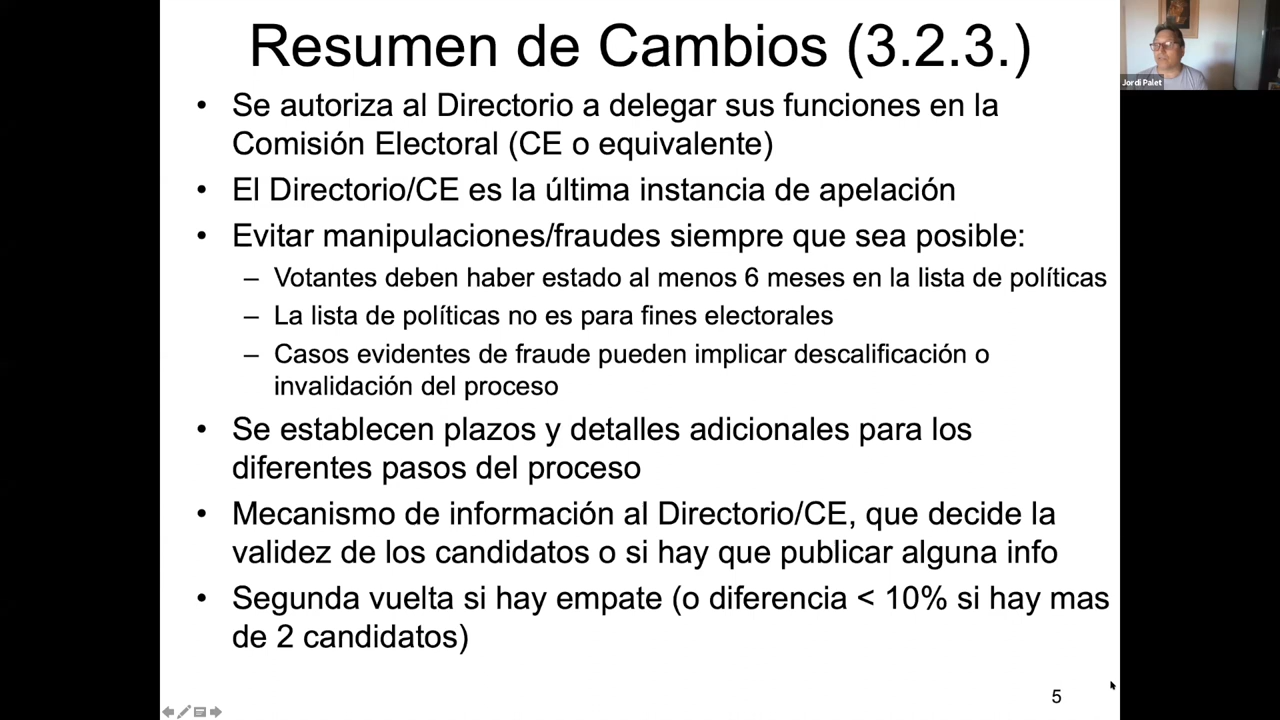 Resumen de Cambios (3.2.3.)
• Se autoriza al Directorio a delegar sus funciones en la
Comisión Electoral (CE o equivalente)
• El Directorio/CE es la última instancia de apelación
• Evitar manipulaciones/fraudes siempre que sea posible:
– Votantes deben haber estado al menos 6 meses en la lista de políticas
– La lista de políticas no es para fines electorales
– Casos evidentes de fraude pueden implicar descalificación o
invalidación del proceso
• Se establecen plazos y detalles adicionales para los
diferentes pasos del proceso
• Mecanismo de información al Directorio/CE, que decide la
validez de los candidatos o si hay que publicar alguna info
• Segunda vuelta si hay empate (o diferencia < 10% si hay mas
de 2 candidatos)
5
Jordi Palet